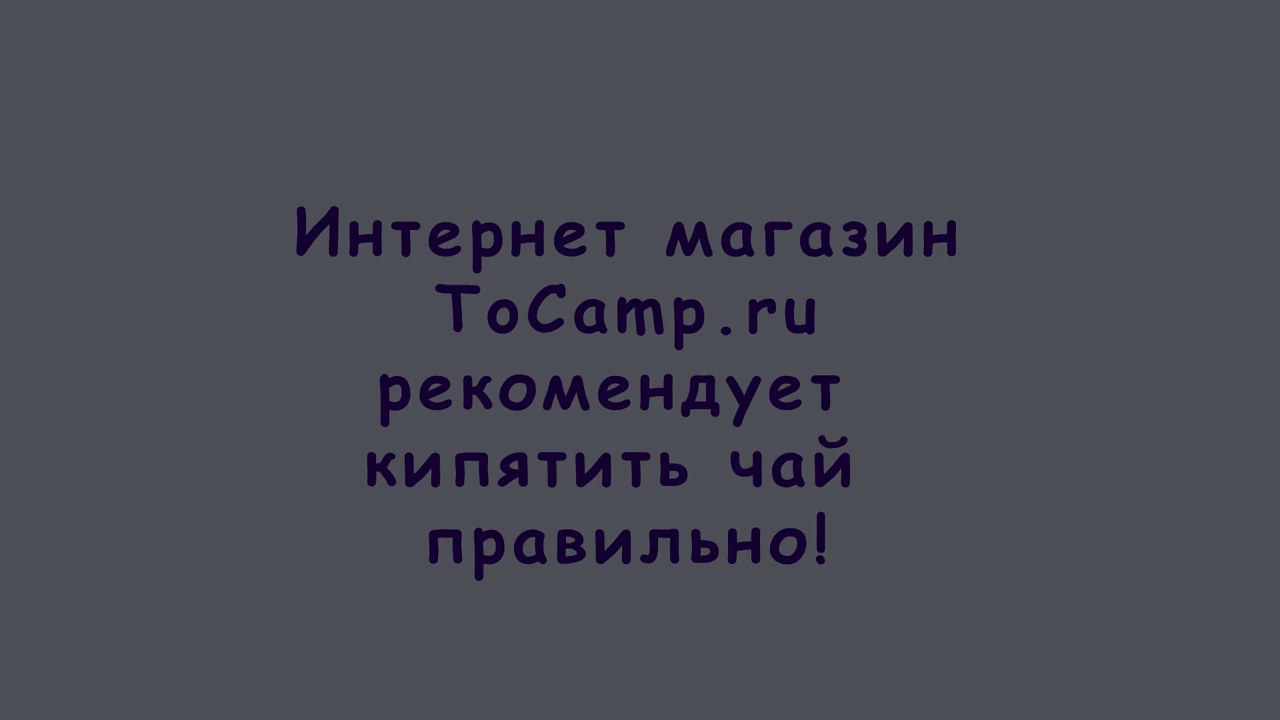 Интернет магазин
ToCamp.ru
рекомендует
кипятить чай
правильно!